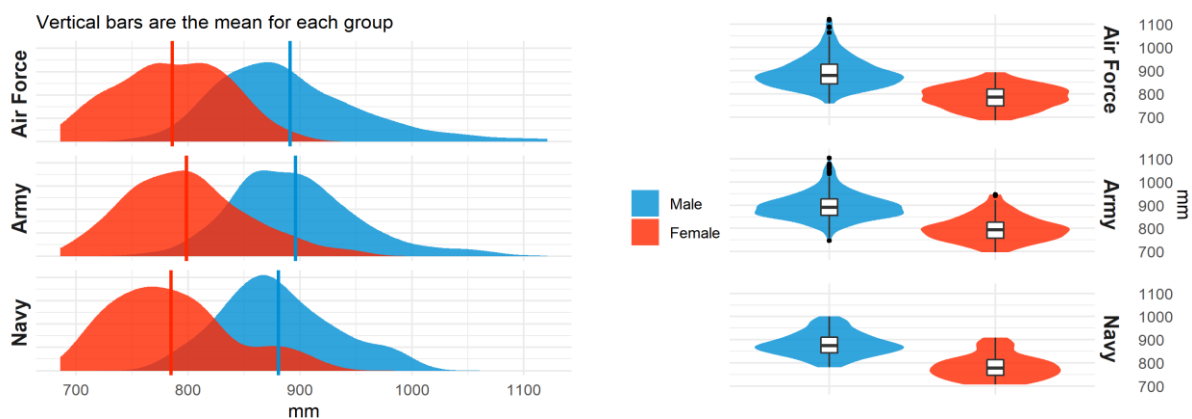 Vertical bars are the mean for each group
Air Force
Army
Navy
700 800 900 1000 1100
mm
Male
Female
Air Force
1100
1000
900
800
700
Army
1100
1000
900
800
700
mm
Navy
1100
1000
900
800
700